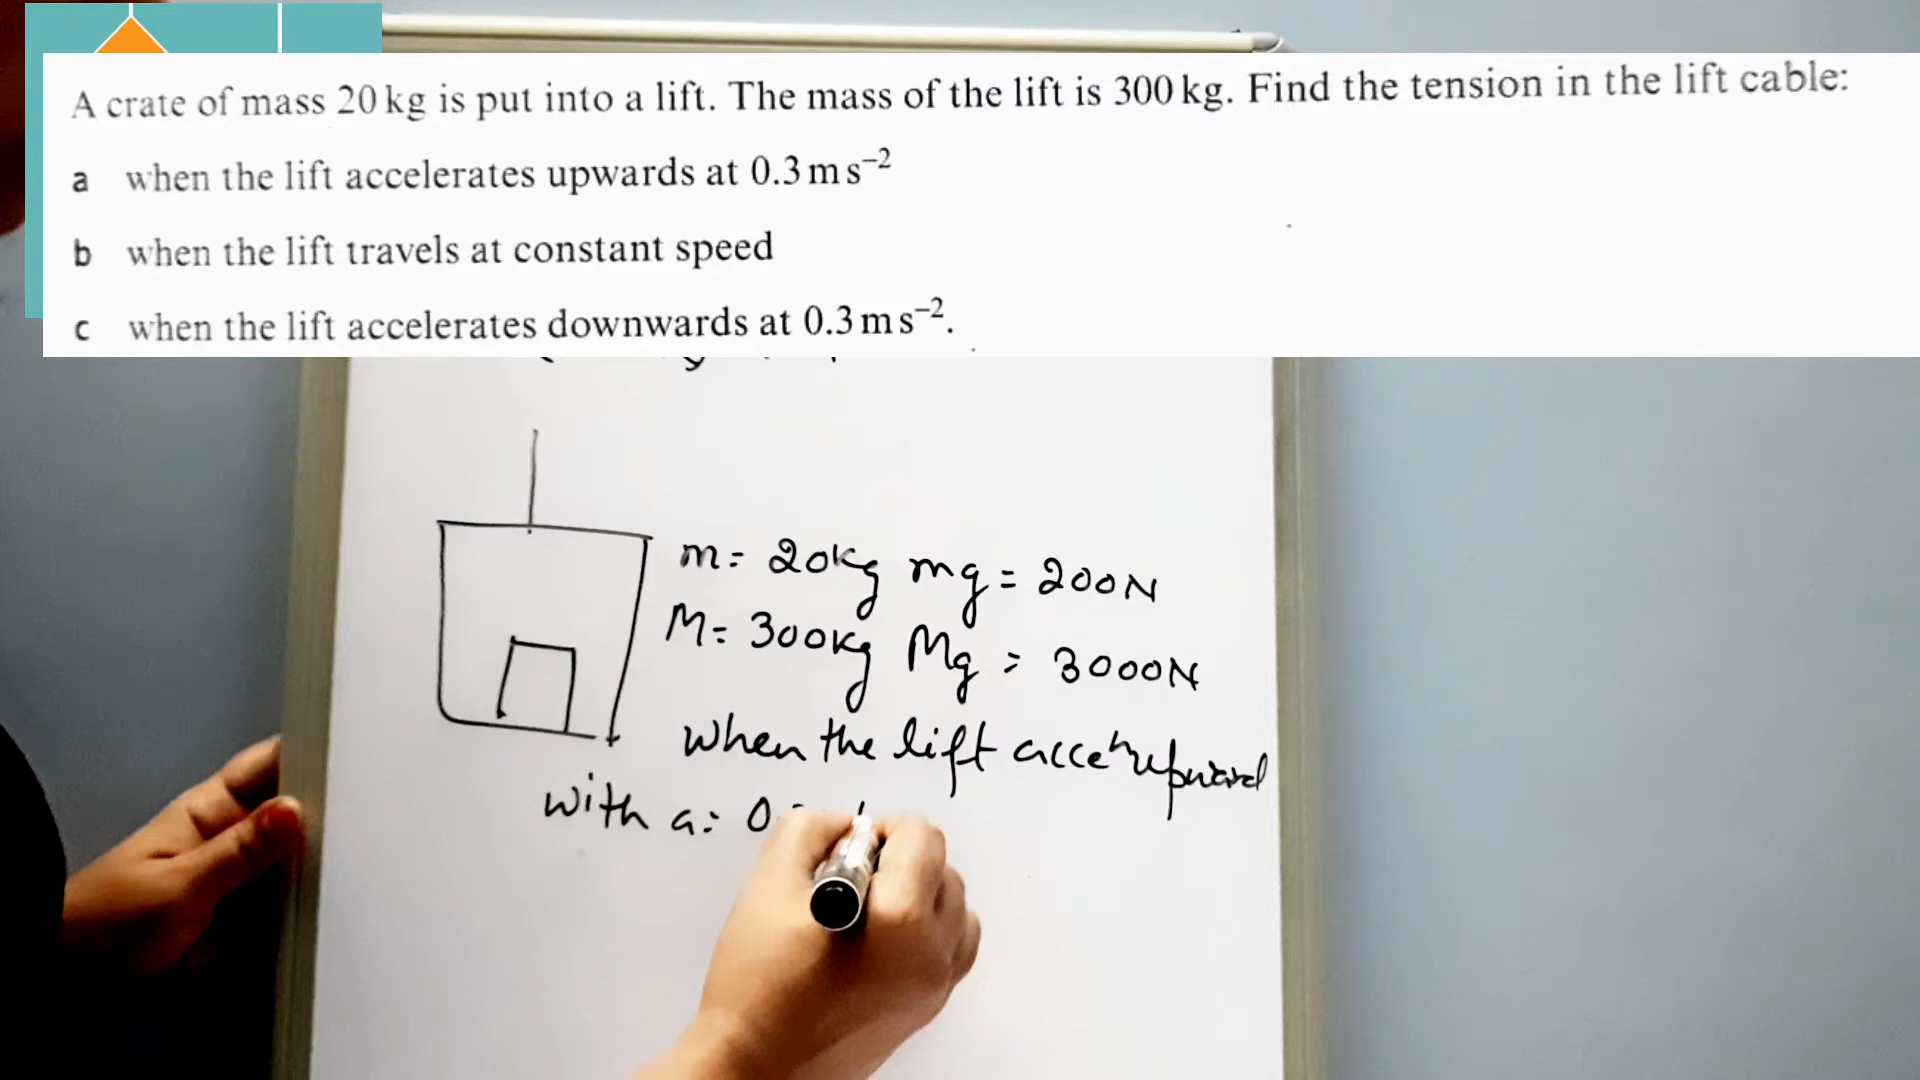 A crate of mass 20 kg is put into a lift. The mass of the lift is 300 kg. Find the tension in the lift cable:
a when the lift accelerates upwards at 0.3 m s⁻²
b when the lift travels at constant speed
c when the lift accelerates downwards at 0.3 m s⁻².
m = 20kg mg = 200N
M = 300kg Mg = 3000N
when the lift accen upward
with a = 0